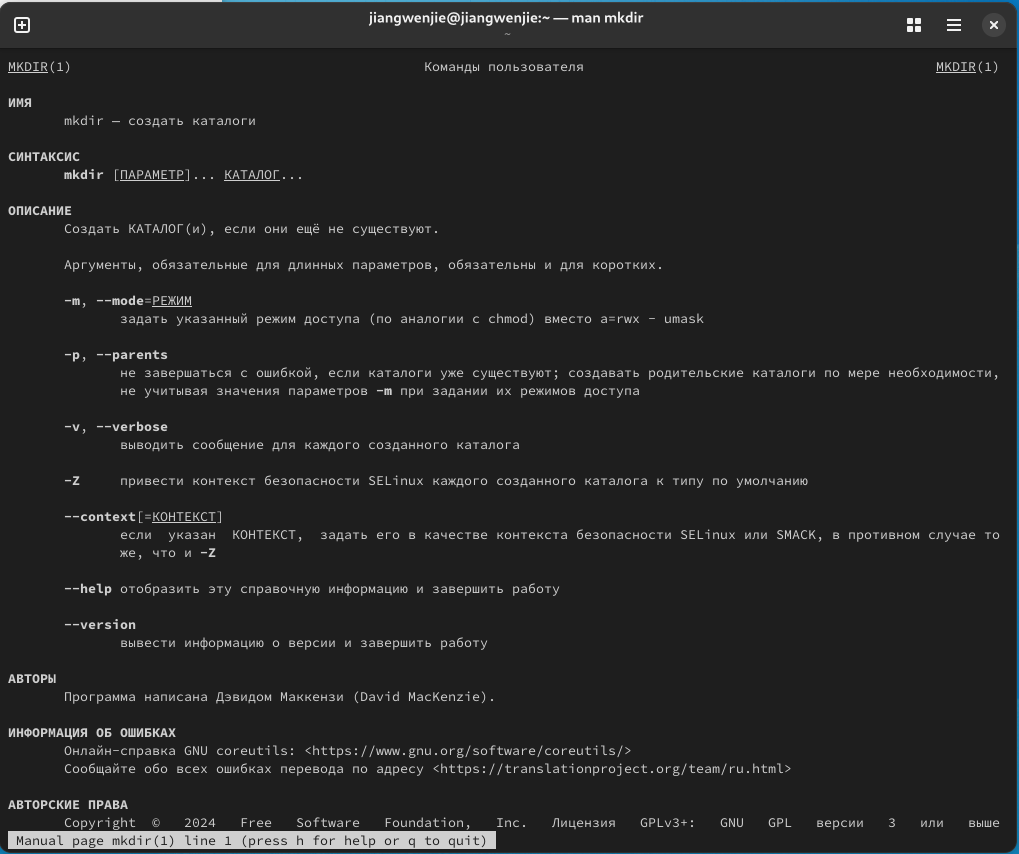 jiangwenjie@jiangwenjie:~ — man mkdir
~
MKDIR(1) Команды пользователя MKDIR(1)
ИМЯ
mkdir — создать каталоги
СИНТАКСИС
mkdir [ПАРАМЕТР]... КАТАЛОГ...
ОПИСАНИЕ
Создать КАТАЛОГ(и), если они ещё не существуют.
Аргументы, обязательные для длинных параметров, обязательны и для коротких.
-m, --mode=РЕЖИМ
задать указанный режим доступа (по аналогии с chmod) вместо a=rwx - umask
-p, --parents
не завершаться с ошибкой, если каталоги уже существуют; создавать родительские каталоги по мере необходимости,
не учитывая значения параметров -m при задании их режимов доступа
-v, --verbose
выводить сообщение для каждого созданного каталога
-Z привести контекст безопасности SELinux каждого созданного каталога к типу по умолчанию
--context[=КОНТЕКСТ]
если указан КОНТЕКСТ, задать его в качестве контекста безопасности SELinux или SMACK, в противном случае то
же, что и -Z
--help отобразить эту справочную информацию и завершить работу
--version
вывести информацию о версии и завершить работу
АВТОРЫ
Программа написана Дэвидом Маккензи (David MacKenzie).
ИНФОРМАЦИЯ ОБ ОШИБКАХ
Онлайн-справка GNU coreutils: <https://www.gnu.org/software/coreutils/>
Сообщайте обо всех ошибках перевода по адресу <https://translationproject.org/team/ru.html>
АВТОРСКИЕ ПРАВА
Copyright © 2024 Free Software Foundation, Inc. Лицензия GPLv3+: GNU GPL версии 3 или выше
Manual page mkdir(1) line 1 (press h for help or q to quit)